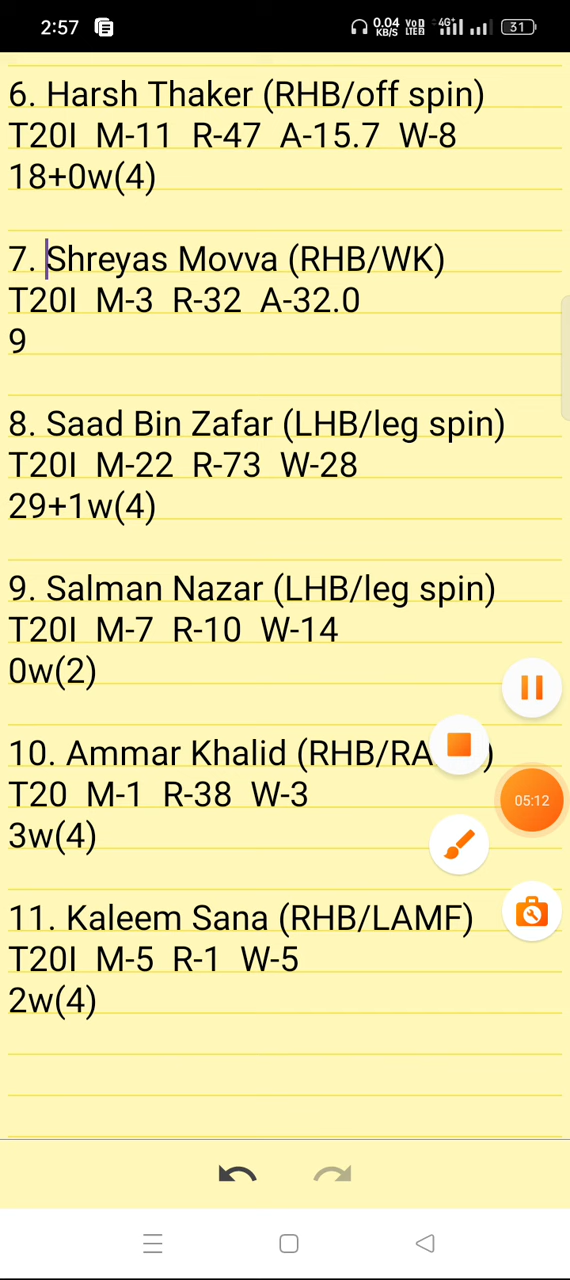 2:57
0.04 KB/S VoD LTE2 4G+ 31
6. Harsh Thaker (RHB/off spin)
T20I M-11 R-47 A-15.7 W-8
18+0w(4)
7. Shreyas Movva (RHB/WK)
T20I M-3 R-32 A-32.0
9
8. Saad Bin Zafar (LHB/leg spin)
T20I M-22 R-73 W-28
29+1w(4)
9. Salman Nazar (LHB/leg spin)
T20I M-7 R-10 W-14
0w(2)
10. Ammar Khalid (RHB/RA )
T20 M-1 R-38 W-3
05:12
3w(4)
11. Kaleem Sana (RHB/LAMF)
T20I M-5 R-1 W-5
2w(4)